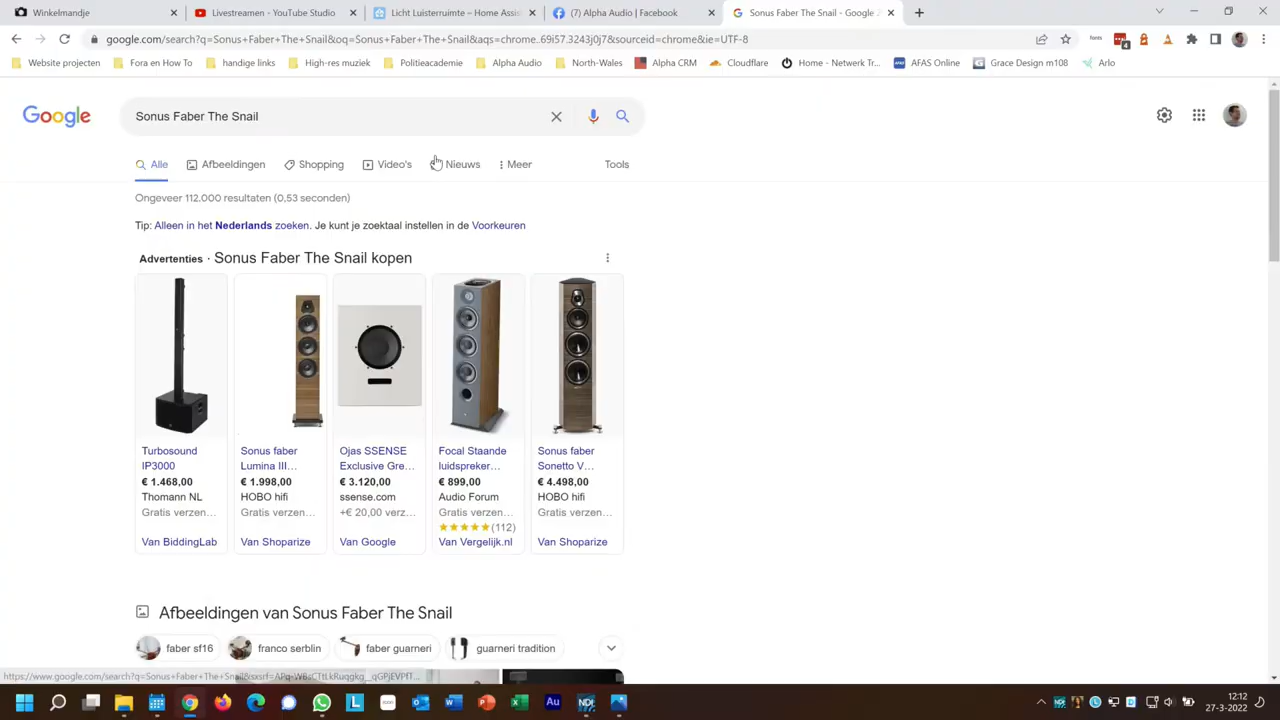 Winkelmandje
Livestreamen - YouTube Studio
Licht Luisterruimte – Home Assis
(7) Alpha Audio | Facebook
Sonus Faber The Snail - Google
google.com/search?q=Sonus+Faber+The+Snail&oq=Sonus+Faber+The+Snail&aqs=chrome..69i57.3243j0j7&sourceid=chrome&ie=UTF-8
4
Website projecten
Fora en How To
handige links
High-res muziek
Politieacademie
Alpha Audio
North-Wales
Alpha CRM
Cloudflare
Home - Netwerk Tr...
AFAS Online
Grace Design m108
Arlo
Google
Sonus Faber The Snail
Alle
Afbeeldingen
Shopping
Video's
Nieuws
Meer
Tools
Ongeveer 112.000 resultaten (0,53 seconden)
Tip: Alleen in het Nederlands zoeken. Je kunt je zoektaal instellen in de Voorkeuren
Advertenties · Sonus Faber The Snail kopen
Turbosound
IP3000
€ 1.468,00
Thomann NL
Gratis verzen...
Van BiddingLab
Sonus faber
Lumina III...
€ 1.998,00
HOBO hifi
Gratis verzen...
Van Shoparize
Ojas SSENSE
Exclusive Gre...
€ 3.120,00
ssense.com
+€ 20,00 verz...
Van Google
Focal Staande
luidspreker...
€ 899,00
Audio Forum
Gratis verzen...
(112)
Van Vergelijk.nl
Sonus faber
Sonetto V...
€ 4.498,00
HOBO hifi
Gratis verzen...
Van Shoparize
Afbeeldingen van Sonus Faber The Snail
faber sf16
franco serblin
faber guarneri
guarneri tradition
12:12
27-3-2022